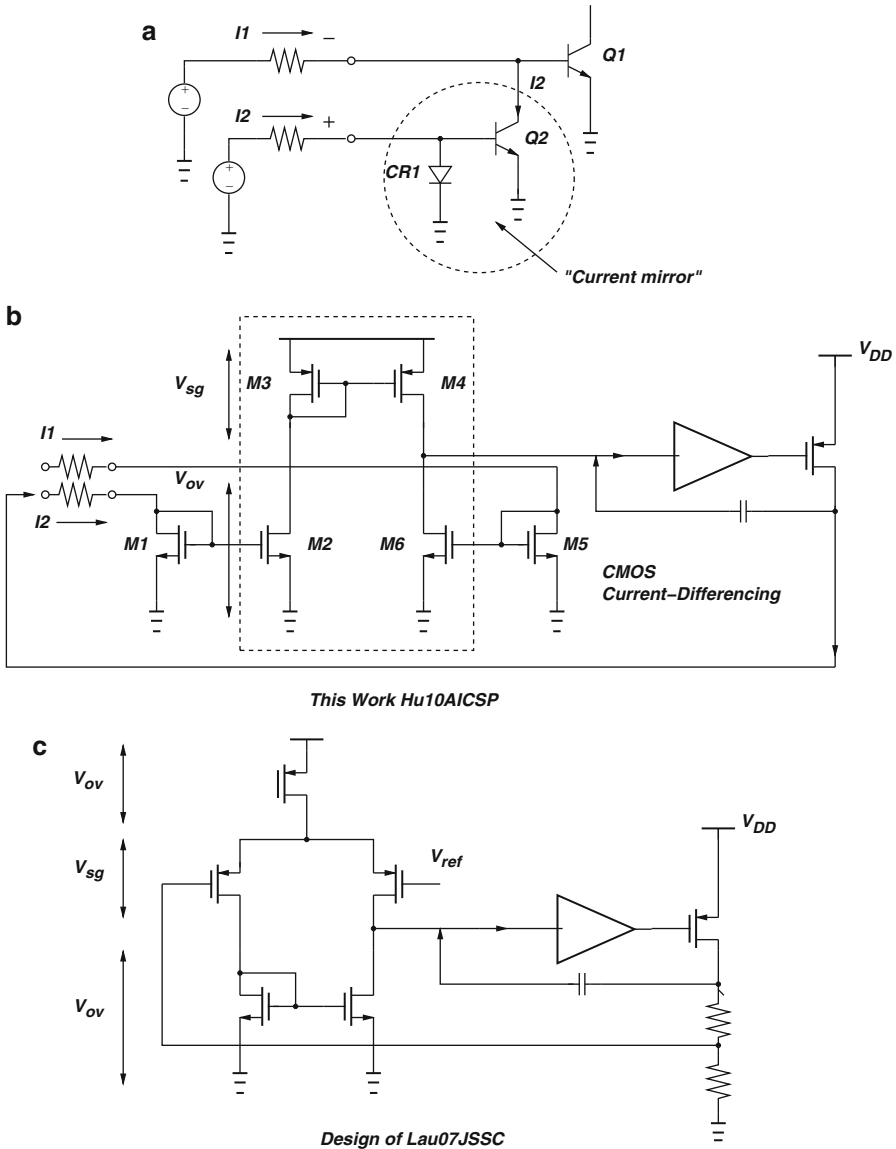 a
I1
−
Q1
I2
+ −
I2
+
Q2
+ −
CR1
"Current mirror"
b
V_DD
V_sg
M3
M4
I1
V_ov
I2
M1
M2
M6
M5
CMOS
Current−Differencing
This Work Hu10AICSP
c
V_ov
V_DD
V_sg
V_ref
V_ov
Design of Lau07JSSC